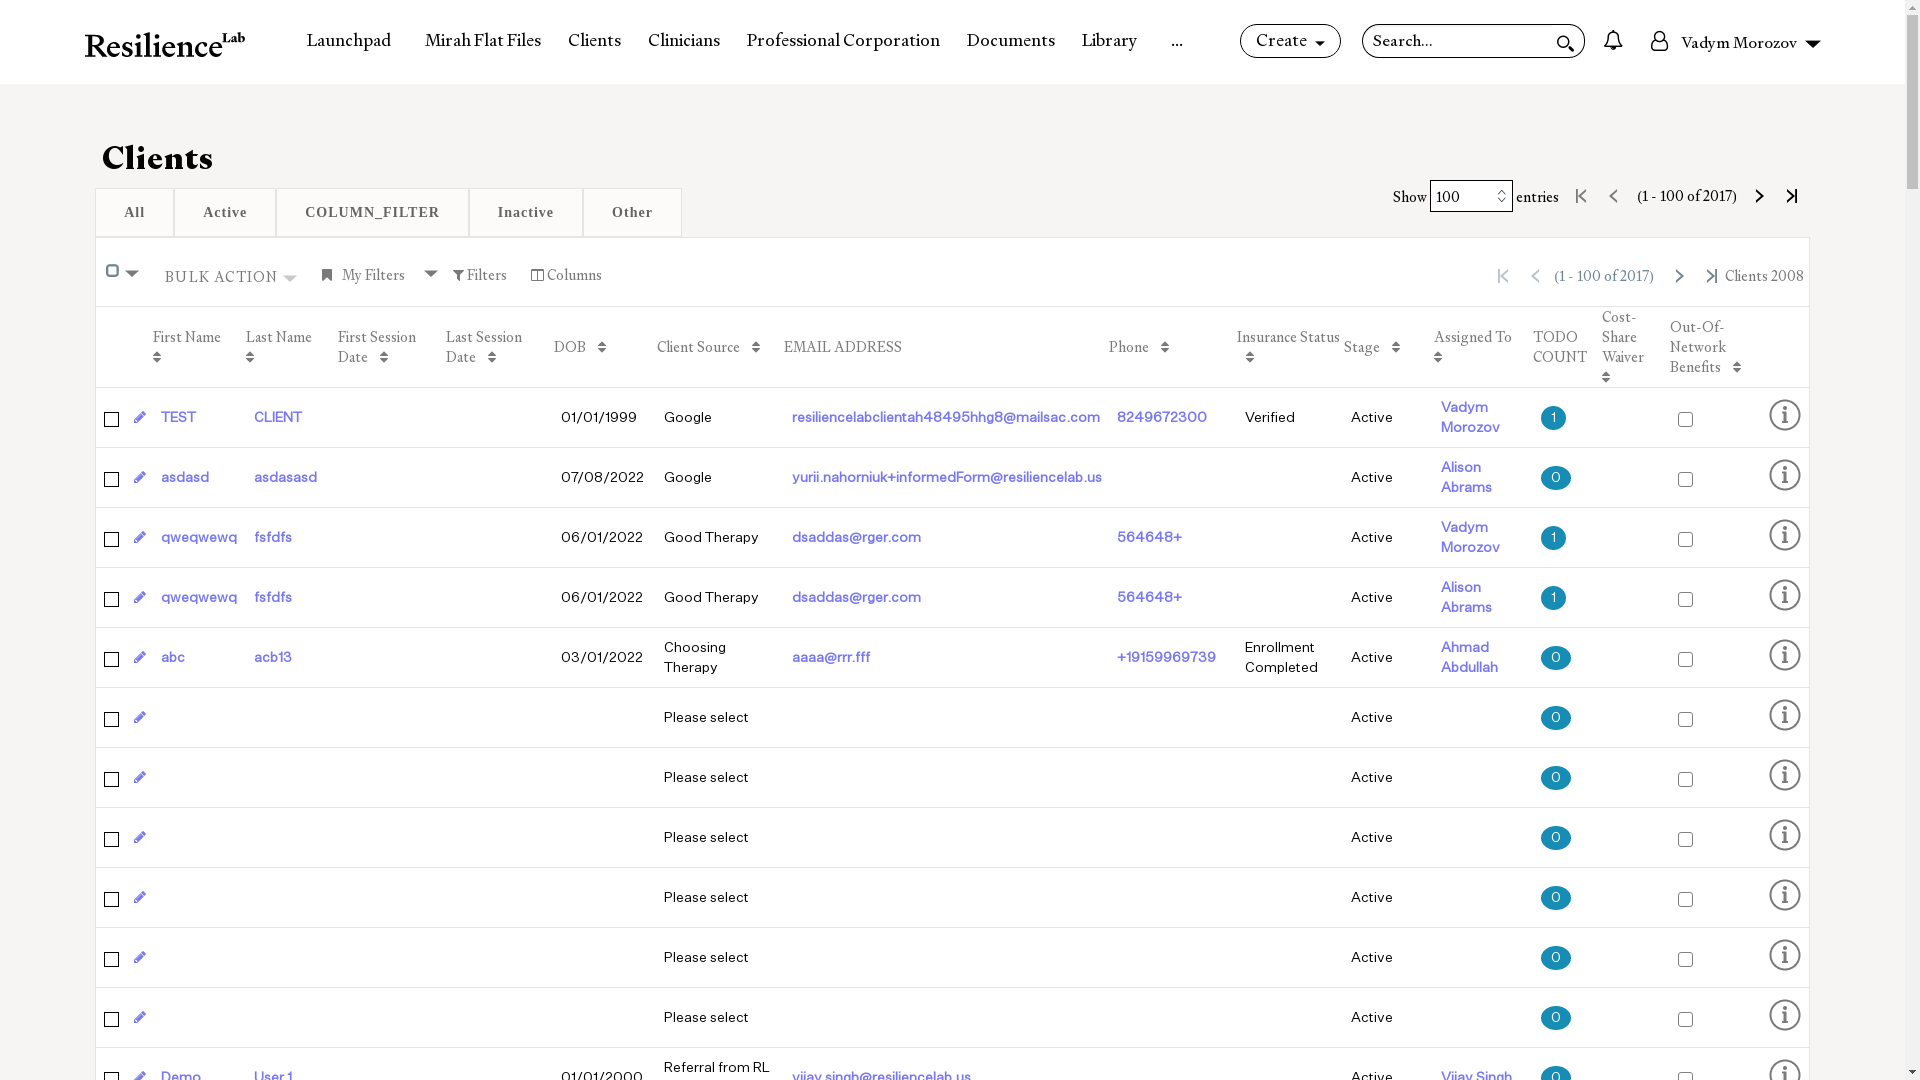 Resilience Lab Launchpad Mirah Flat Files Clients Clinicians Professional Corporation Documents Library ... Create Search... Vadym Morozov
Clients
All Active COLUMN_FILTER Inactive Other
Show 100 entries (1 - 100 of 2017)
BULK ACTION My Filters Filters Columns (1 - 100 of 2017) Clients 2008
First Name Last Name First Session Date Last Session Date DOB Client Source EMAIL ADDRESS Phone Insurance Status Stage Assigned To TODO COUNT Cost-Share Waiver Out-Of-Network Benefits
TEST CLIENT 01/01/1999 Google resiliencelabclientah48495hhg8@mailsac.com 8249672300 Verified Active Vadym Morozov 1
asdasd asdasasd 07/08/2022 Google yurii.nahorniuk+informedForm@resiliencelab.us Active Alison Abrams 0
qweqwewq fsfdfs 06/01/2022 Good Therapy dsaddas@rger.com 564648+ Active Vadym Morozov 1
qweqwewq fsfdfs 06/01/2022 Good Therapy dsaddas@rger.com 564648+ Active Alison Abrams 1
abc acb13 03/01/2022 Choosing Therapy aaaa@rrr.fff +19159969739 Enrollment Completed Active Ahmad Abdullah 0
Please select Active 0
Please select Active 0
Please select Active 0
Please select Active 0
Please select Active 0
Please select Active 0
Demo User 1 01/01/2000 Referral from RL vijay.singh@resiliencelab.us Active Vijay Singh 0